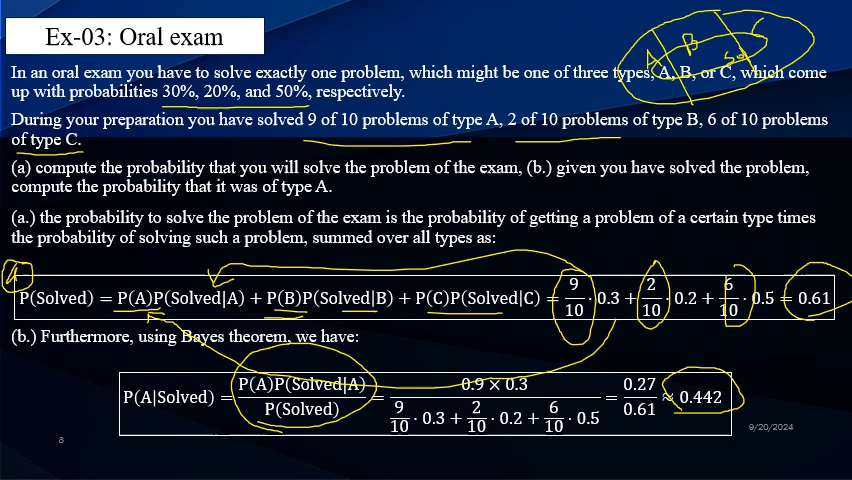 Ex-03: Oral exam
A B C
Sol
In an oral exam you have to solve exactly one problem, which might be one of three types, A, B, or C, which come
up with probabilities 30%, 20%, and 50%, respectively.
During your preparation you have solved 9 of 10 problems of type A, 2 of 10 problems of type B, 6 of 10 problems
of type C.
(a) compute the probability that you will solve the problem of the exam, (b.) given you have solved the problem,
compute the probability that it was of type A.
(a.) the probability to solve the problem of the exam is the probability of getting a problem of a certain type times
the probability of solving such a problem, summed over all types as:
P(Solved) = P(A)P(Solved|A) + P(B)P(Solved|B) + P(C)P(Solved|C) = 9/10 · 0.3 + 2/10 · 0.2 + 6/10 · 0.5 = 0.61
(b.) Furthermore, using Bayes theorem, we have:
P(A|Solved) = P(A)P(Solved|A)/P(Solved) = 0.9 × 0.3/(9/10 · 0.3 + 2/10 · 0.2 + 6/10 · 0.5) = 0.27/0.61 ≈ 0.442
8
9/20/2024